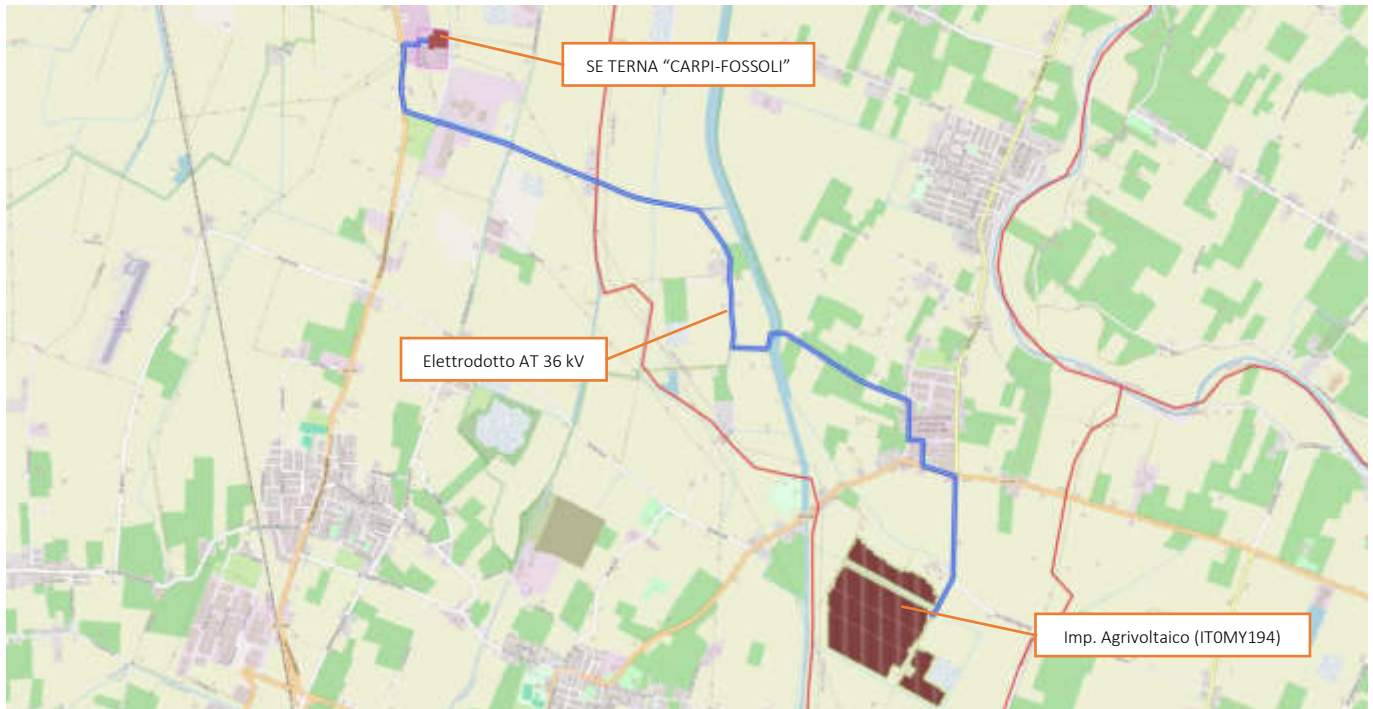 SE TERNA “CARPI-FOSSOLI”
Elettrodotto AT 36 kV
Imp. Agrivoltaico (IT0MY194)